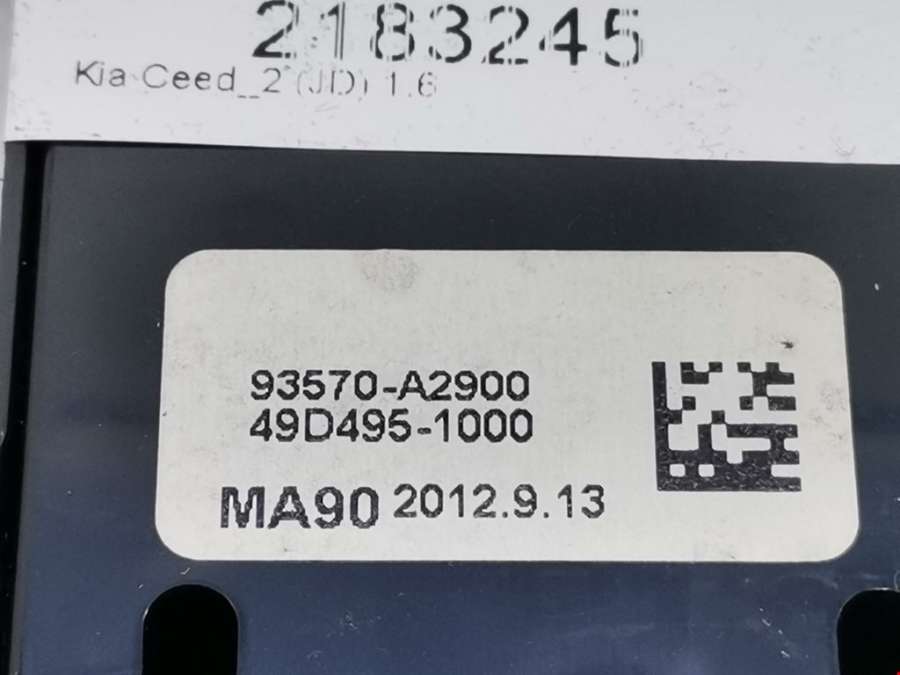 2183245
Kia Ceed_2 (JD) 1.6
93570-A2900
49D495-1000
MA90 2012.9.13